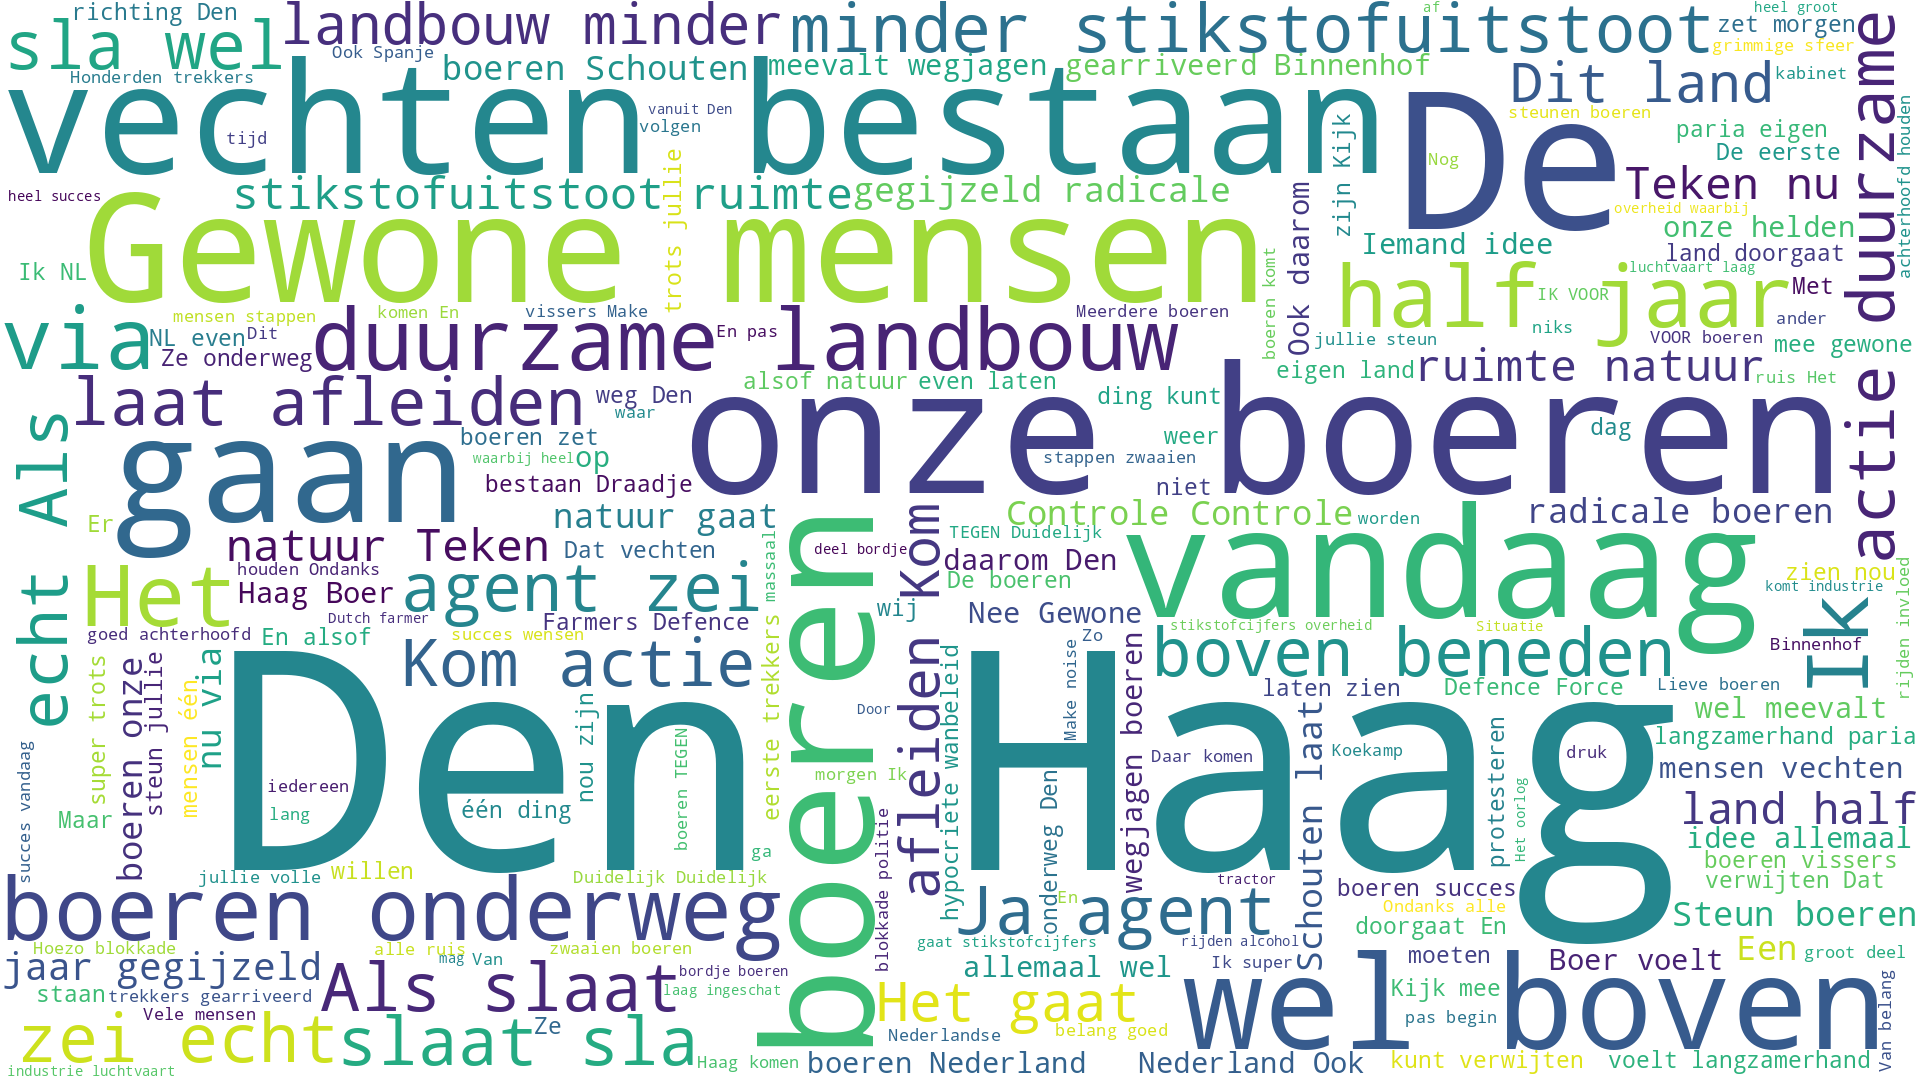 richting Den
landbouw minder
minder stikstofuitstoot
af
heel groot
zet morgen
sla wel
Ook Spanje
grimmige sfeer
Honderden trekkers
boeren Schouten
meevalt wegjagen
gearriveerd Binnenhof
Dit land
kabinet
vechten bestaan
De
vanuit Den
volgen
tijd
steunen boeren
paria eigen
De eerste
Nog
zijn Kijk
achterhoofd houden
actie duurzame
heel succes
stikstofuitstoot ruimte
gegijzeld radicale
Teken nu
trots jullie
overheid waarbij
onze helden
Gewone mensen
Ook daarom
Iemand idee
land doorgaat
Ik NL
half jaar
luchtvaart laag
Met
IK VOOR
boeren komt
mensen stappen
komen En
vissers Make
Meerdere boeren
ander
via
NL even
Dit
duurzame landbouw
En pas
niks
jullie steun
VOOR boeren
mee gewone
Ze onderweg
eigen land
ruimte natuur
ruis Het
laat afleiden
weg Den
alsof natuur
even laten
ding kunt
waar
onze boeren
echt Als
gaan
boeren zet
waarbij heel
op
weer
dag
stappen zwaaien
bestaan Draadje
niet
Er
natuur gaat
Controle Controle
worden
radicale boeren
natuur Teken
Dat vechten
deel bordje
TEGEN Duidelijk
vandaag
daarom Den
houden Ondanks
Het
Haag Boer
agent zei
massaal
De boeren
zien nou
komt industrie
Dutch farmer
Farmers Defence
wij
Nee Gewone
stikstofcijfers overheid
Situatie
goed achterhoofd
En alsof
succes wensen
Zo
Binnenhof
Ik
rijden invloed
boeren onze
steun jullie
super trots
mensen één
nu via
Kom actie
boeren
eerste trekkers
afleiden Kom
hypocriete wanbeleid
Make noise
wegjagen boeren
boven beneden
laten zien
Defence Force
Lieve boeren
Den Haag
nou zijn
Door
wel meevalt
succes vandaag
Daar komen
Koekamp
druk
langzamerhand paria
iedereen
morgen Ik
mensen vechten
lang
één ding
boeren TEGEN
onderweg Den
schouten laat
protesteren
Het oorlog
land half
Maar
blokkade politie
idee allemaal
ga
boeren vissers
jullie volle
willen
Duidelijk Duidelijk
tractor
boeren succes
verwijten Dat
boeren onderweg
Ja agent
En
Ondanks alle
Steun boeren
doorgaat En
Hoezo blokkade
alle ruis
zwaaien boeren
gaat stikstofcijfers
rijden alcohol
Een
groot deel
jaar gegijzeld
mag
Van
bordje boeren
allemaal wel
Ik super
moeten
Boer voelt
staan
trekkers gearriveerd
Als slaat
laag ingeschat
Het gaat
wel boven
Kijk mee
Vele mensen
pas begin
Van belang
zei echt
slaat sla
Ze
Nederlandse
belang goed
industrie luchtvaart
Haag komen
boeren Nederland
Nederland Ook
kunt verwijten
voelt langzamerhand